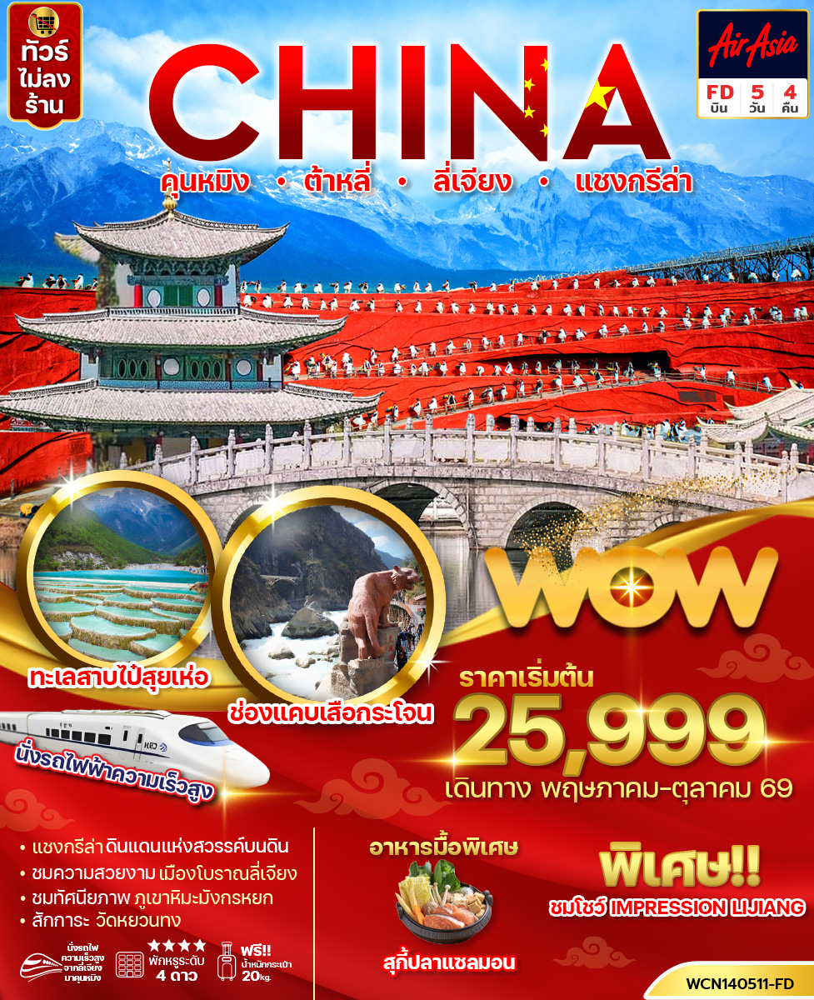 ทัวร์
ไม่ลง
ร้าน
CHINA
AirAsia
FD 5 4
บิน วัน คืน
คุนหมิง • ต้าหลี่ • ลี่เจียง • แชงกรีล่า
WOW
ทะเลสาบไป๋สุยเห่อ
ช่องแคบเสือกระโจน
ราคาเริ่มต้น
25,999
เดินทาง พฤษภาคม-ตุลาคม 69
นั่งรถไฟฟ้าความเร็วสูง
• แชงกรีล่า ดินแดนแห่งสวรรค์บนดิน
• ชมความสวยงาม เมืองโบราณลี่เจียง
• ชมทัศนียภาพ ภูเขาหิมะมังกรหยก
• สักการะ วัดหยวนทง
นั่งรถไฟ
ความเร็วสูง
จากลี่เจียง
มาคุนหมิง
พักหรูระดับ
4 ดาว
ฟรี!!
น้ำหนักกระเป๋า
20kg.
อาหารมื้อพิเศษ
สุกี้ปลาแซลมอน
พิเศษ!!
ชมโชว์ IMPRESSION LIJIANG
WCN140511-FD